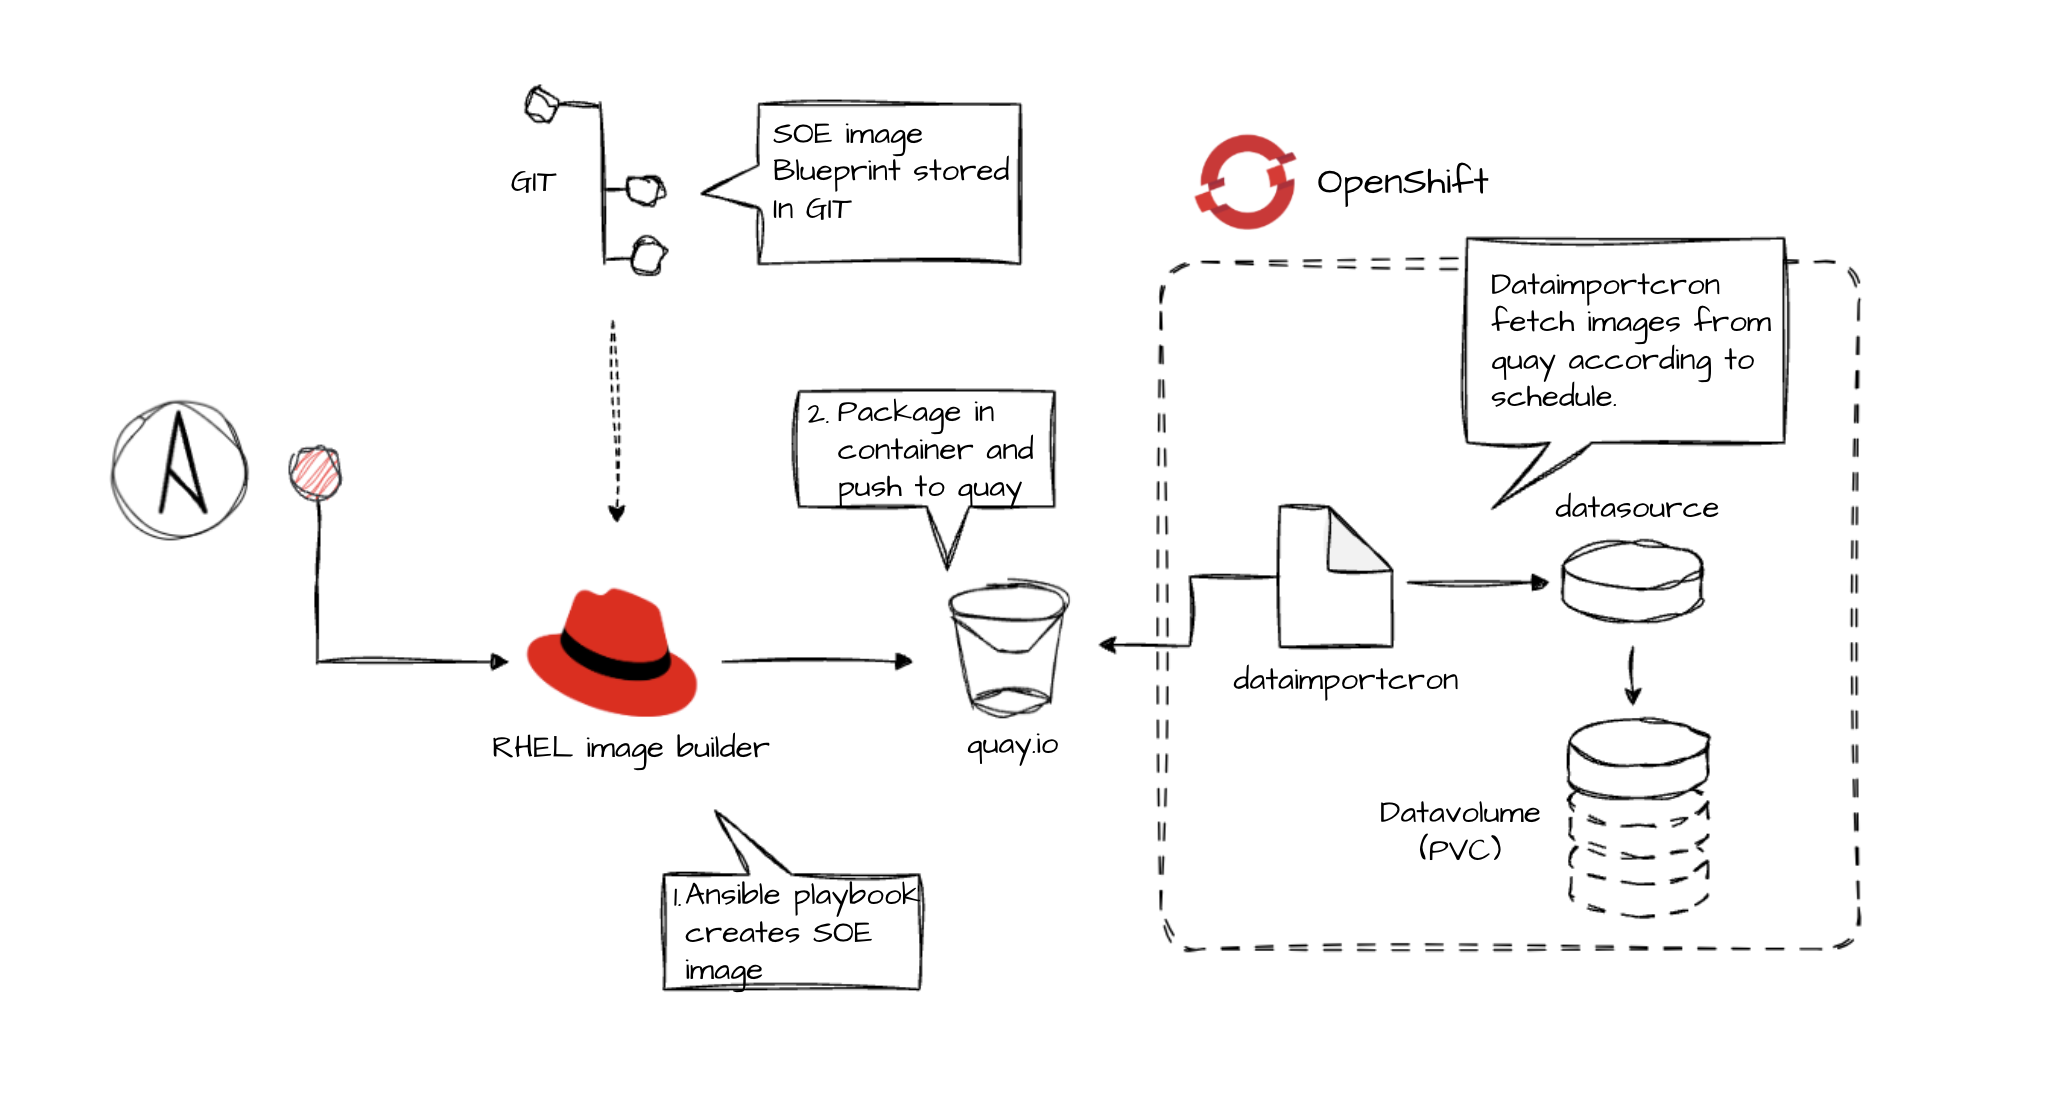 SOE image
Blueprint stored
In GIT
GIT
OpenShift
Dataimportcron
fetch images from
quay according to
schedule.
2. Package in
container and
push to quay
datasource
dataimportcron
RHEL image builder
quay.io
Datavolume
(PVC)
1. Ansible playbook
creates SOE
image